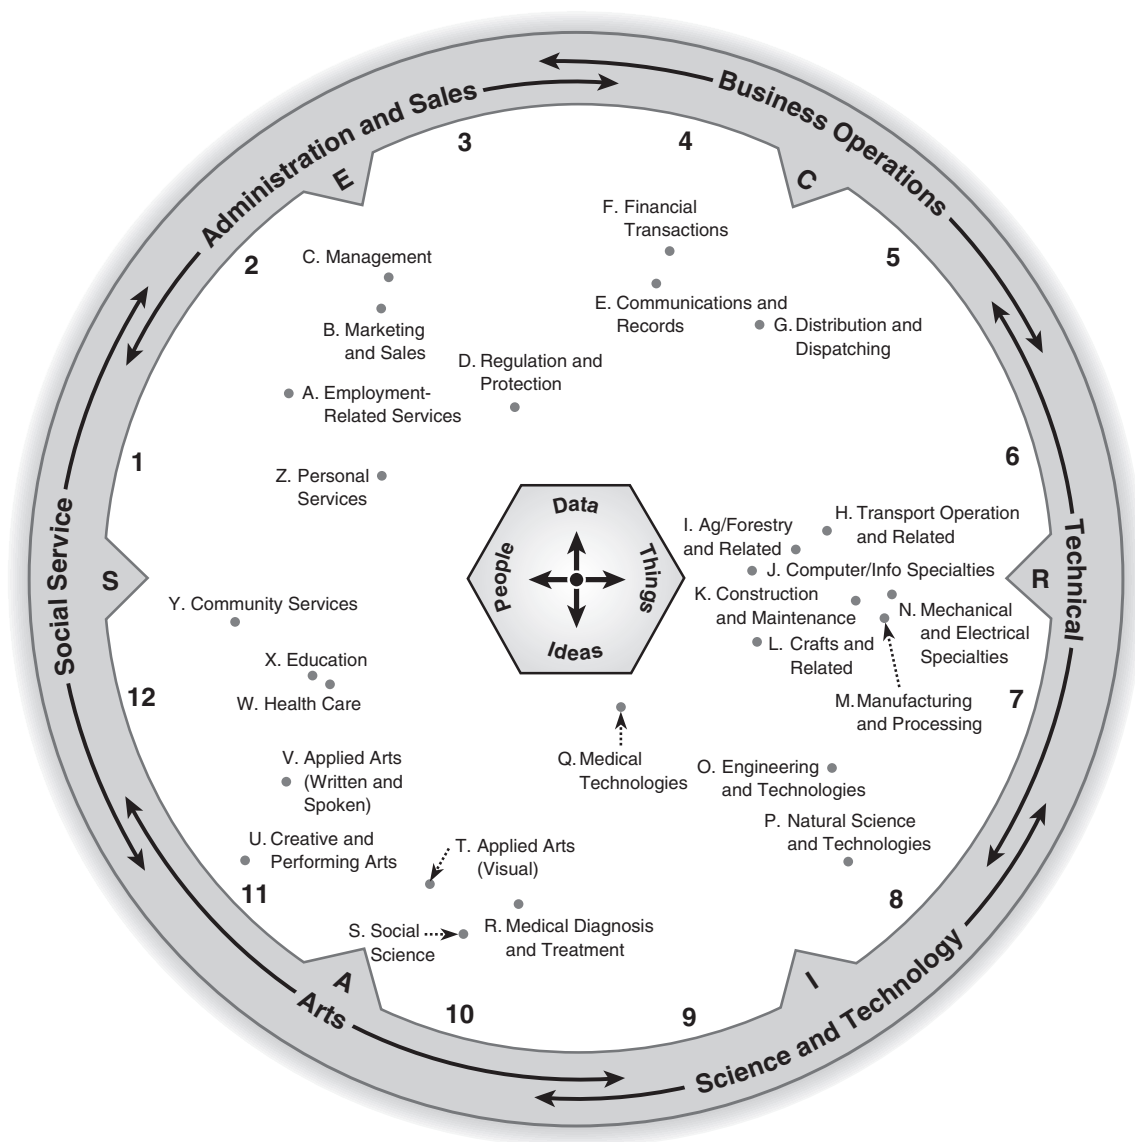 Business Operations
Administration and Sales
3
4
E
C
F. Financial
Transactions
5
2
C. Management
E. Communications and
Records
G. Distribution and
Dispatching
B. Marketing
and Sales
D. Regulation and
Protection
A. Employment-
Related Services
1
6
Z. Personal
Services
Data
People
Things
Ideas
H. Transport Operation
and Related
I. Ag/Forestry
and Related
J. Computer/Info Specialties
Social Service
S
R
Technical
K. Construction
and Maintenance
N. Mechanical
and Electrical
Specialties
Y. Community Services
L. Crafts and
Related
X. Education
W. Health Care
12
7
M. Manufacturing
and Processing
V. Applied Arts
(Written and
Spoken)
Q. Medical
Technologies
O. Engineering
and Technologies
P. Natural Science
and Technologies
U. Creative and
Performing Arts
T. Applied Arts
(Visual)
11
8
S. Social
Science
R. Medical Diagnosis
and Treatment
A
I
Arts
10
9
Science and Technology